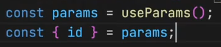 const params = useParams();
const { id } = params;